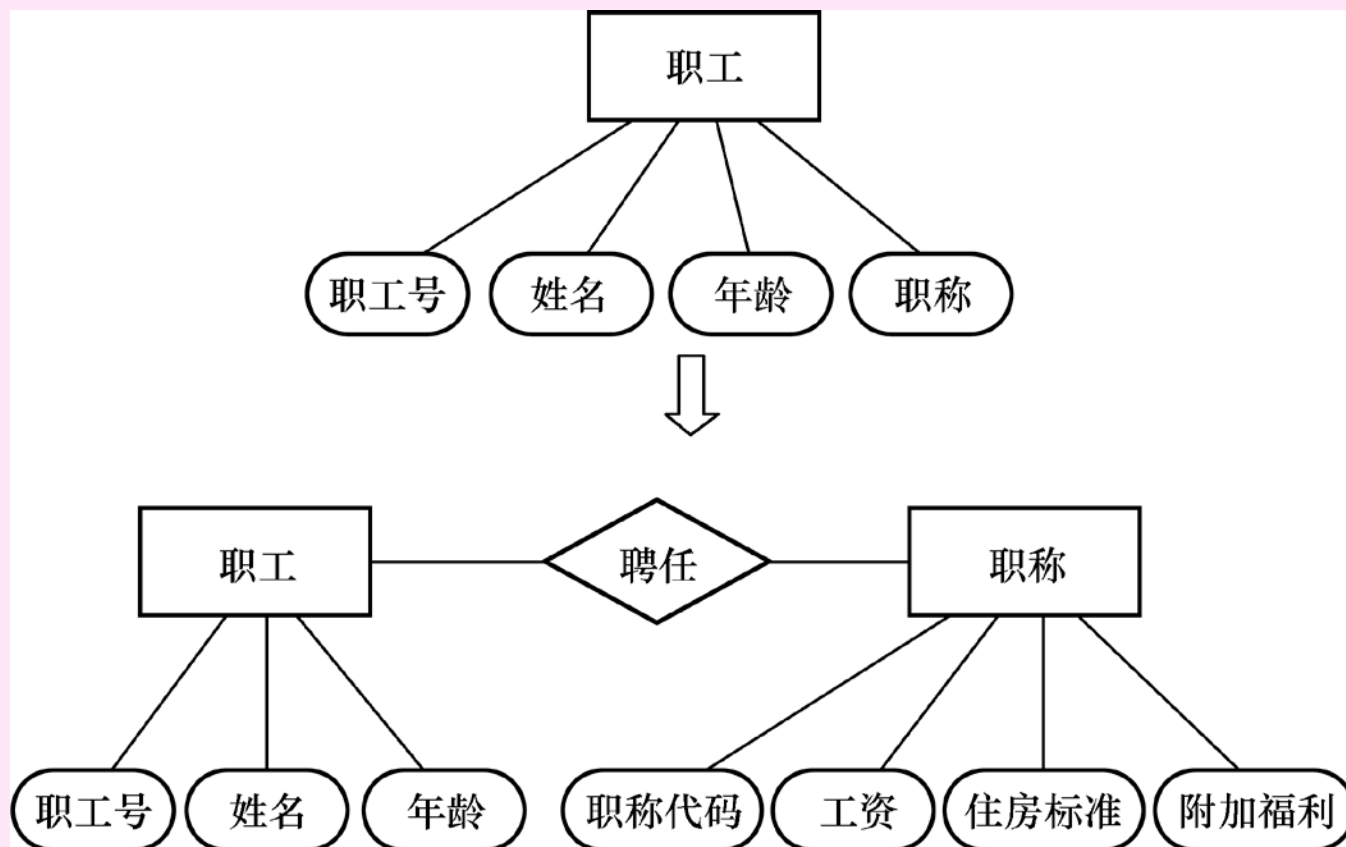 职工
职工号 姓名 年龄 职称
职工 聘任 职称
职工号 姓名 年龄 职称代码 工资 住房标准 附加福利